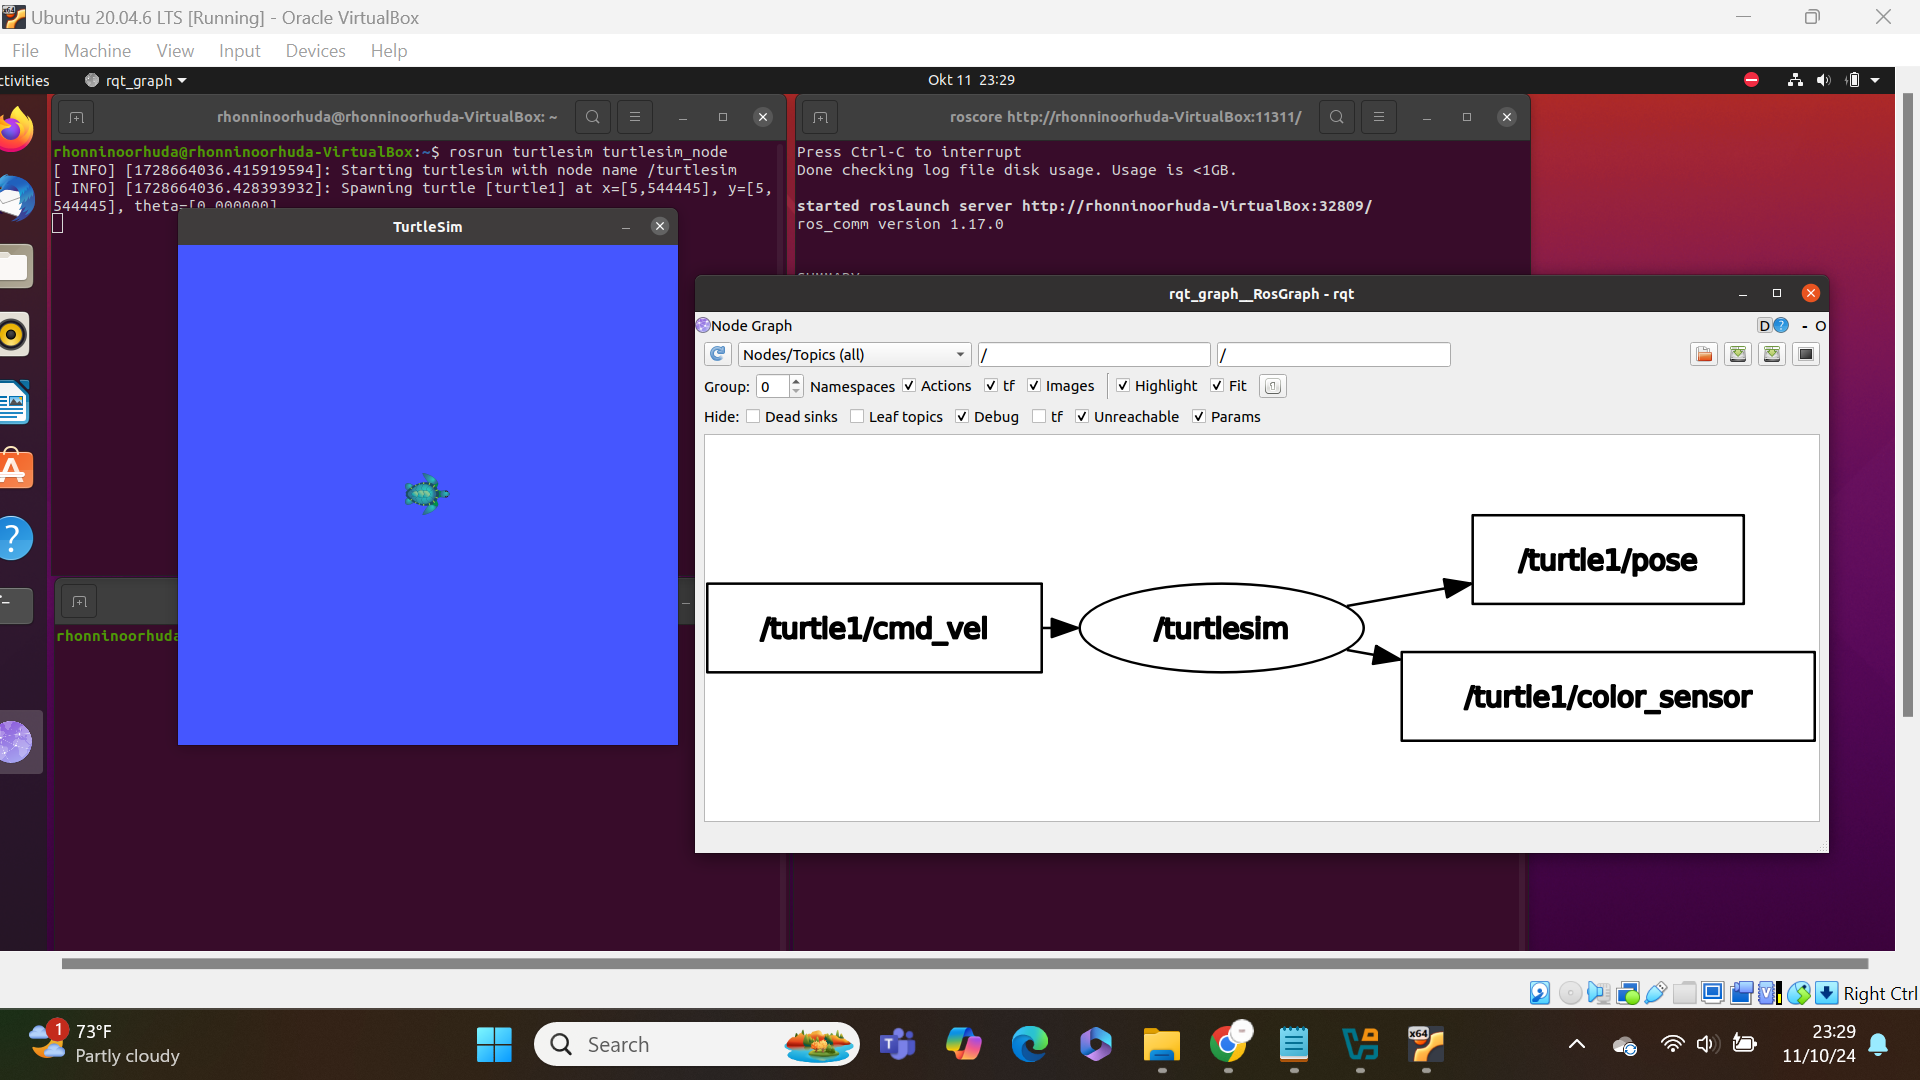 Ubuntu 20.04.6 LTS [Running] - Oracle VirtualBox
File Machine View Input Devices Help
ctivities rqt_graph Okt 11 23:29
rhonninoorhuda@rhonninoorhuda-VirtualBox: ~
rhonninoorhuda@rhonninoorhuda-VirtualBox:~$ rosrun turtlesim turtlesim_node
[ INFO] [1728664036.415919594]: Starting turtlesim with node name /turtlesim
[ INFO] [1728664036.428393932]: Spawning turtle [turtle1] at x=[5,544445], y=[5,
544445], theta=[0,000000]
roscore http://rhonninoorhuda-VirtualBox:11311/
Press Ctrl-C to interrupt
Done checking log file disk usage. Usage is <1GB.
started roslaunch server http://rhonninoorhuda-VirtualBox:32809/
ros_comm version 1.17.0
SUMMARY
TurtleSim
rhonninoorhuda
rqt_graph__RosGraph - rqt
Node Graph
D ? - O
Nodes/Topics (all) / /
Group: 0 Namespaces Actions tf Images Highlight Fit
Hide: Dead sinks Leaf topics Debug tf Unreachable Params
/turtle1/pose
/turtle1/cmd_vel
/turtlesim
/turtle1/color_sensor
Right Ctrl
1
73°F
Partly cloudy
Search
x64
23:29
11/10/24